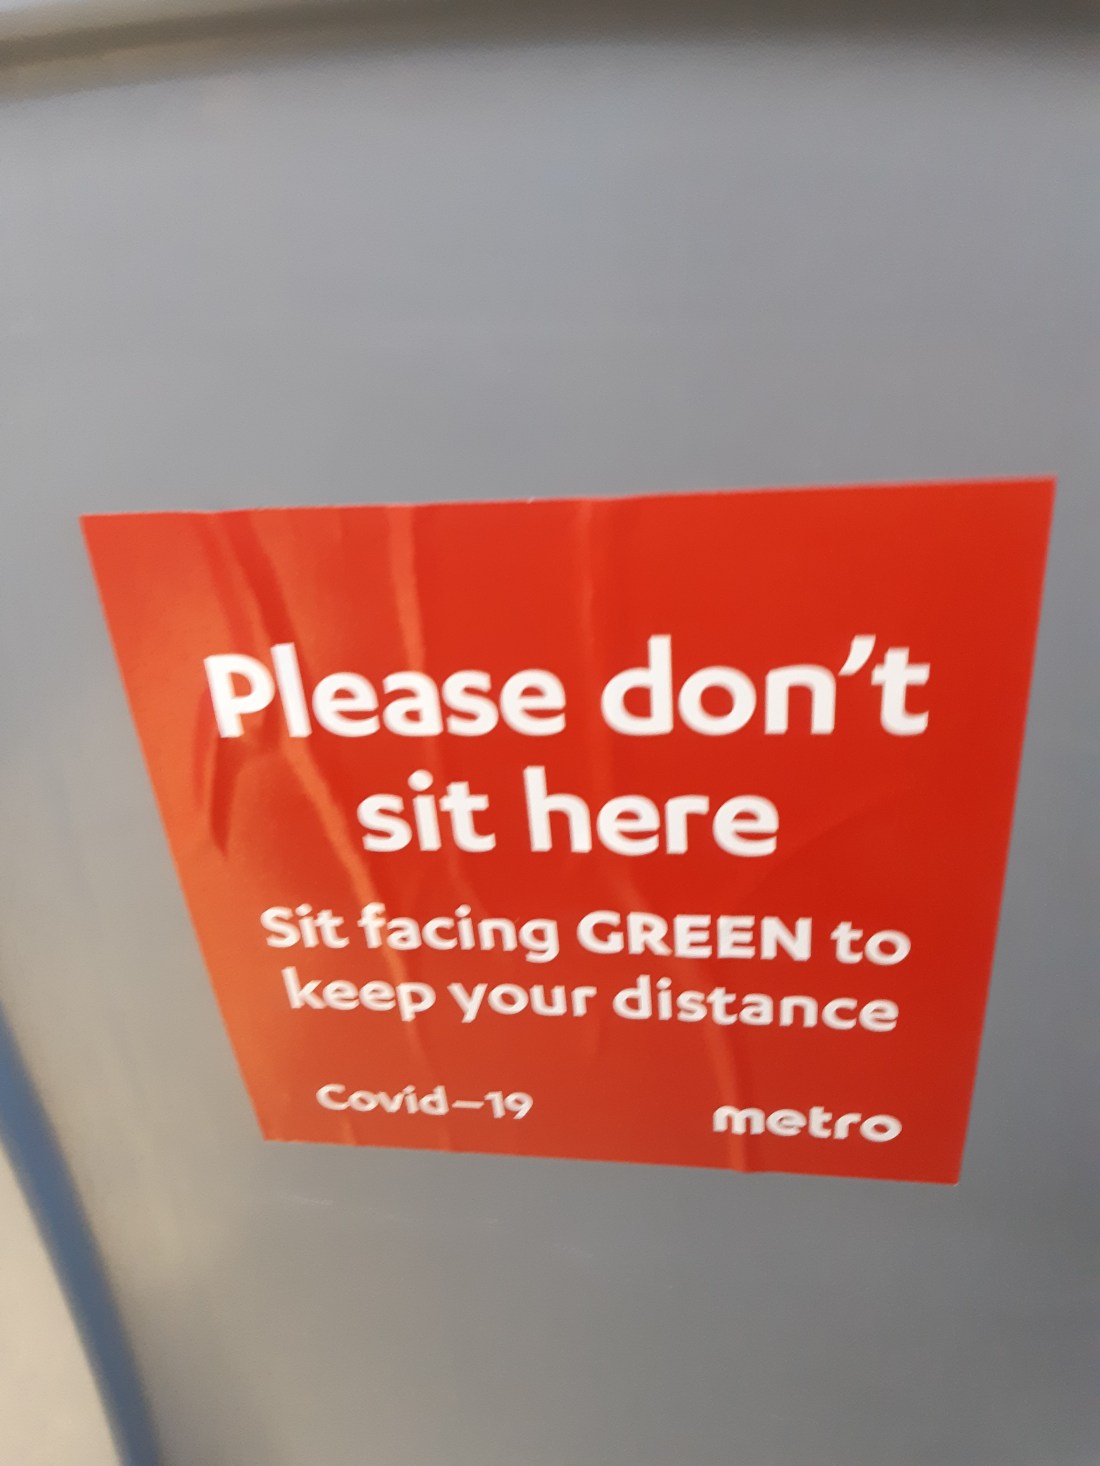 Please don't
sit here
Sit facing GREEN to
keep your distance
Covid–19
metro